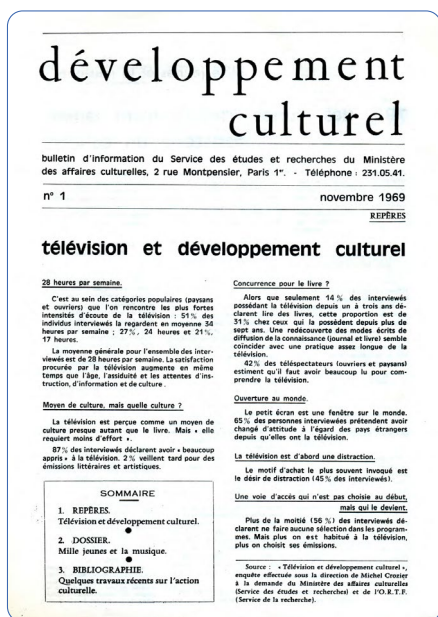 développement
culturel
bulletin d'information du Service des études et recherches du Ministère
des affaires culturelles, 2 rue Montpensier, Paris 1er. - Téléphone : 231.05.41.
n° 1
novembre 1969
REPÈRES
télévision et développement culturel
28 heures par semaine.
C'est au sein des catégories populaires (paysans
et ouvriers) que l'on rencontre les plus fortes
intensités d'écoute de la télévision : 51 % des
individus interviewés la regardent en moyenne 34
heures par semaine ; 27 %, 24 heures et 21 %,
17 heures.
La moyenne générale pour l'ensemble des inter-
viewés est de 28 heures par semaine. La satisfaction
procurée par la télévision augmente en même
temps que l'âge, l'assiduité et les attentes d'ins-
truction, d'information et de culture.
Moyen de culture, mais quelle culture ?
La télévision est perçue comme un moyen de
culture presque autant que le livre. Mais « elle
requiert moins d'effort ».
87 % des interviewés déclarent avoir « beaucoup
appris » à la télévision. 2 % veillent tard pour des
émissions littéraires et artistiques.
SOMMAIRE
1. REPÈRES.
Télévision et développement culturel.
2. DOSSIER.
Mille jeunes et la musique.
3. BIBLIOGRAPHIE.
Quelques travaux récents sur l'action
culturelle.
Concurrence pour le livre ?
Alors que seulement 14 % des interviewés
possédant la télévision depuis un à trois ans dé-
clarent lire des livres, cette proportion est de
31 % chez ceux qui la possèdent depuis plus de
sept ans. Une redécouverte des modes écrits de
diffusion de la connaissance (journal et livre) semble
coïncider avec une pratique assez longue de la
télévision.
42 % des téléspectateurs (ouvriers et paysans)
estiment qu'il faut avoir beaucoup lu pour com-
prendre la télévision.
Ouverture au monde.
Le petit écran est une fenêtre sur le monde.
65 % des personnes interviewées prétendent avoir
changé d'attitude à l'égard des pays étrangers
depuis qu'elles ont la télévision.
La télévision est d'abord une distraction.
Le motif d'achat le plus souvent invoqué est
le désir de distraction (45 % des interviewés).
Une voie d'accès qui n'est pas choisie au début,
mais qui le devient.
Plus de la moitié (56 %) des interviewés dé-
clarent ne faire aucune sélection dans les program-
mes. Mais plus on est habitué à la télévision,
plus on choisit ses émissions.
Source : « Télévision et développement culturel »,
enquête effectuée sous la direction de Michel Crozier
à la demande du Ministère des affaires culturelles
(Service des études et recherches) et de l'O.R.T.F.
(Service de la recherche).